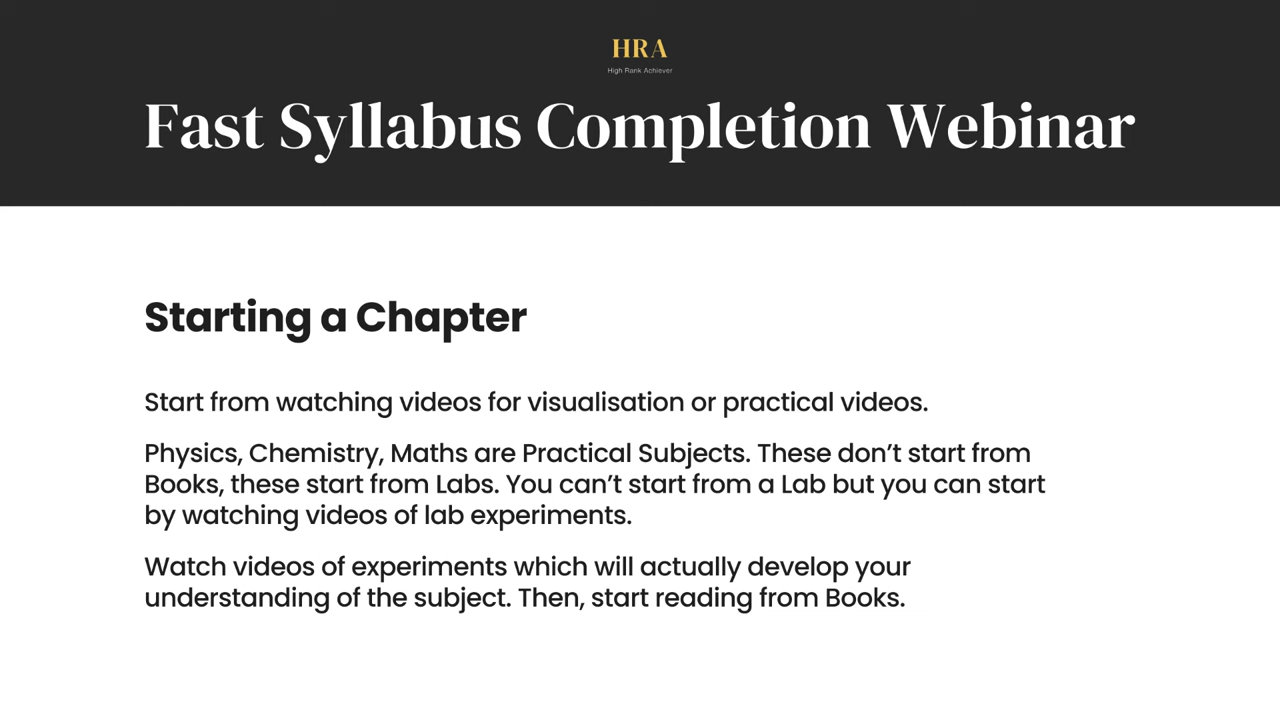 HRA
High Rank Achiever
Fast Syllabus Completion Webinar
Starting a Chapter
Start from watching videos for visualisation or practical videos.
Physics, Chemistry, Maths are Practical Subjects. These don’t start from
Books, these start from Labs. You can’t start from a Lab but you can start
by watching videos of lab experiments.
Watch videos of experiments which will actually develop your
understanding of the subject. Then, start reading from Books.